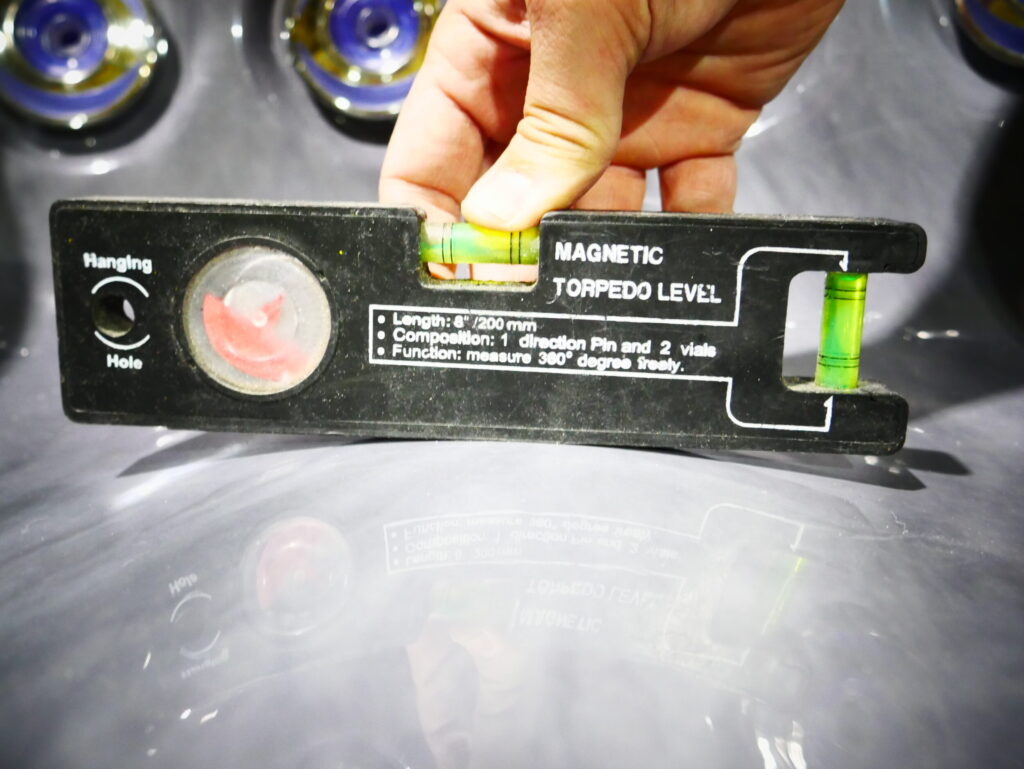 Hanging
Hole
MAGNETIC
TORPEDO LEVEL
• Length: 8"/200 mm
• Composition: 1 direction Pin and 2 vials
• Function: measure 360° degree freely.